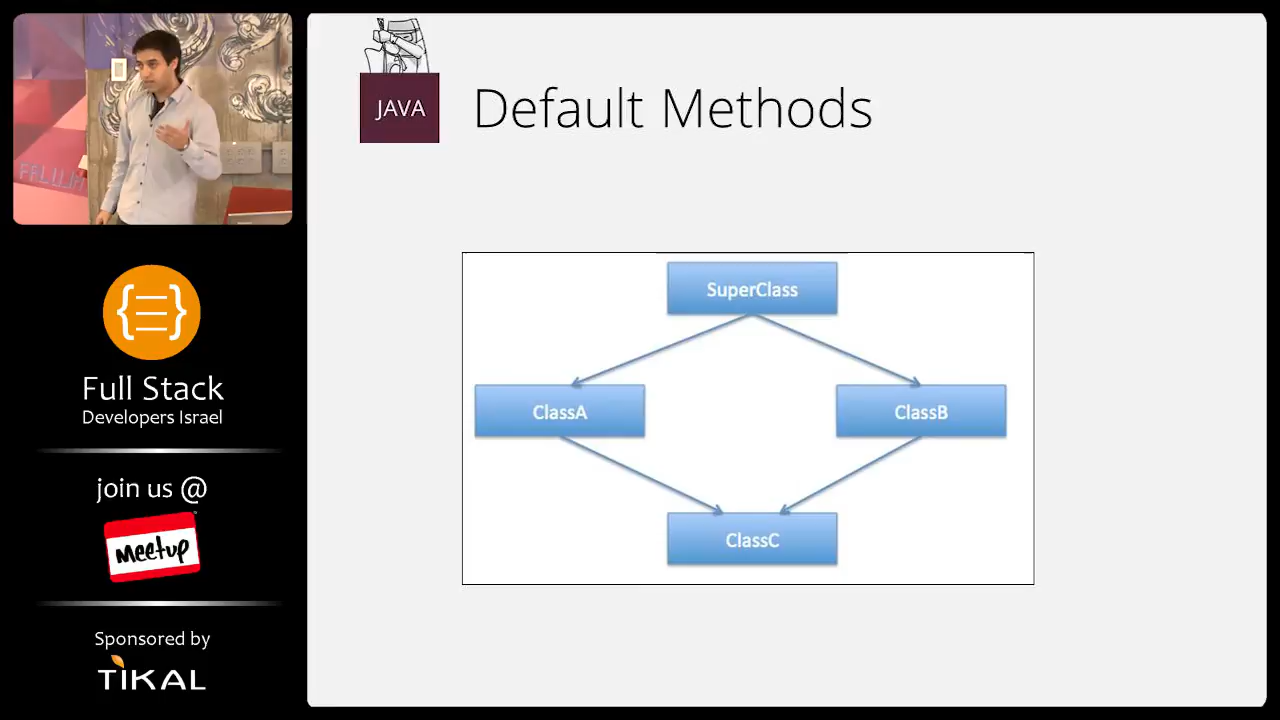 JAVA
Default Methods
SuperClass
ClassA
ClassB
ClassC
{ }
Full Stack
Developers Israel
join us @
meetup
Sponsored by
TIKAL